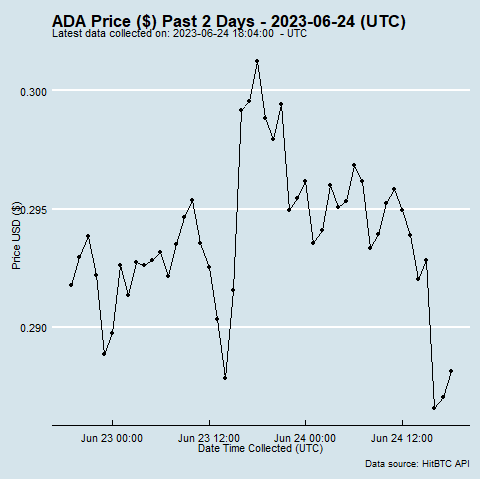 ADA Price ($) Past 2 Days - 2023-06-24 (UTC)
Latest data collected on: 2023-06-24 18:04:00 - UTC
0.300
0.295
0.290
Price USD ($)
Jun 23 00:00
Jun 23 12:00
Jun 24 00:00
Jun 24 12:00
Date Time Collected (UTC)
Data source: HitBTC API